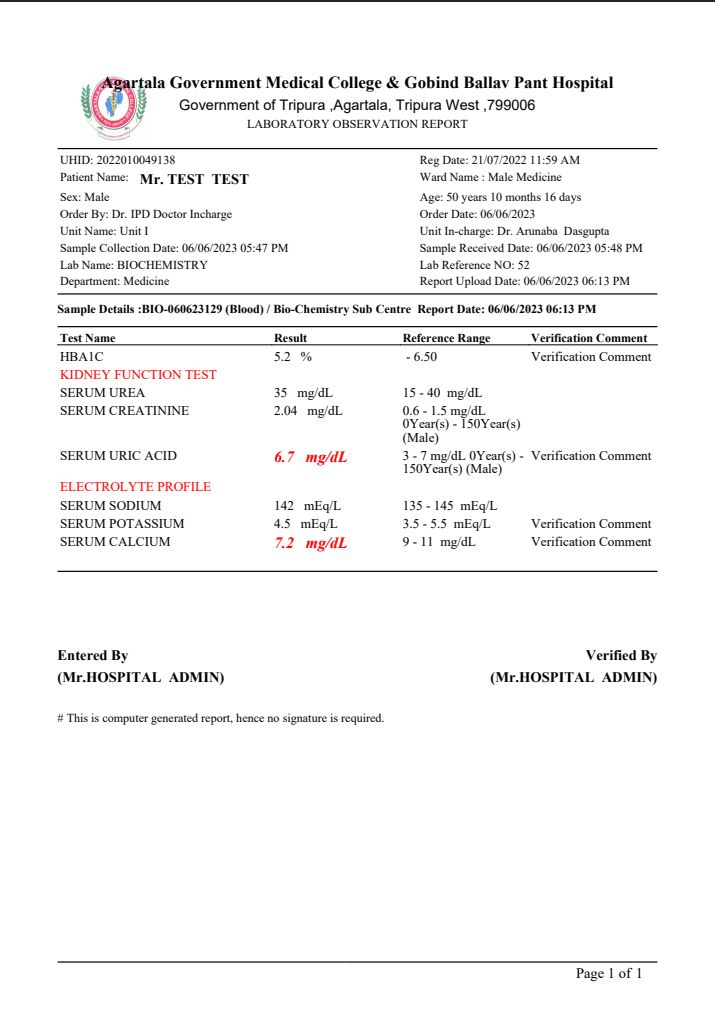 Agartala Government Medical College & Gobind Ballav Pant Hospital
Government of Tripura ,Agartala, Tripura West ,799006
LABORATORY OBSERVATION REPORT
UHID: 2022010049138 Reg Date: 21/07/2022 11:59 AM
Patient Name: Mr. TEST TEST Ward Name : Male Medicine
Sex: Male Age: 50 years 10 months 16 days
Order By: Dr. IPD Doctor Incharge Order Date: 06/06/2023
Unit Name: Unit I Unit In-charge: Dr. Arunaba Dasgupta
Sample Collection Date: 06/06/2023 05:47 PM Sample Received Date: 06/06/2023 05:48 PM
Lab Name: BIOCHEMISTRY Lab Reference NO: 52
Department: Medicine Report Upload Date: 06/06/2023 06:13 PM
Sample Details :BIO-060623129 (Blood) / Bio-Chemistry Sub Centre Report Date: 06/06/2023 06:13 PM
Test Name Result Reference Range Verification Comment
HBA1C 5.2 % - 6.50 Verification Comment
KIDNEY FUNCTION TEST
SERUM UREA 35 mg/dL 15 - 40 mg/dL
SERUM CREATININE 2.04 mg/dL 0.6 - 1.5 mg/dL
0Year(s) - 150Year(s)
(Male)
SERUM URIC ACID 6.7 mg/dL 3 - 7 mg/dL 0Year(s) - Verification Comment
150Year(s) (Male)
ELECTROLYTE PROFILE
SERUM SODIUM 142 mEq/L 135 - 145 mEq/L
SERUM POTASSIUM 4.5 mEq/L 3.5 - 5.5 mEq/L Verification Comment
SERUM CALCIUM 7.2 mg/dL 9 - 11 mg/dL Verification Comment
Entered By Verified By
(Mr.HOSPITAL ADMIN) (Mr.HOSPITAL ADMIN)
# This is computer generated report, hence no signature is required.
Page 1 of 1